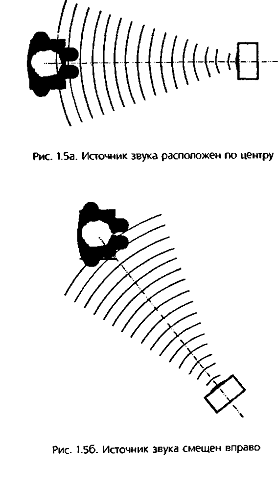 Рис. 1.5а. Источник звука расположен по центру
Рис. 1.5б. Источник звука смещен вправо